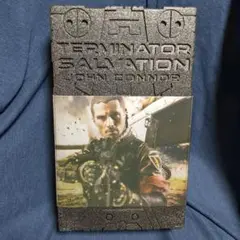 TERMINATOR
SALVATION
JOHN CONNOR